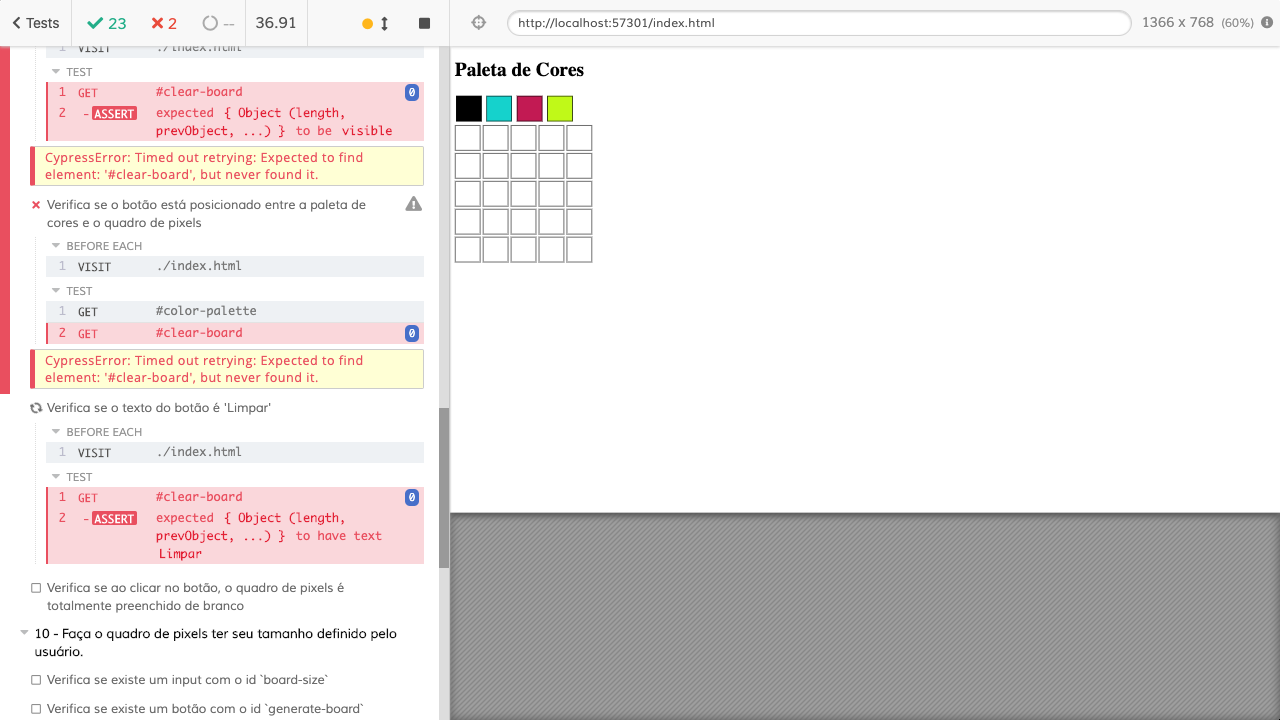 Tests
23
2
--
36.91
http://localhost:57301/index.html
1366 x 768 (60%)
1 VISIT ./index.html
TEST
1 GET #clear-board 0
2 -ASSERT expected { Object (length,
prevObject, ...) } to be visible
CypressError: Timed out retrying: Expected to find
element: '#clear-board', but never found it.
Verifica se o botão está posicionado entre a paleta de
cores e o quadro de pixels
BEFORE EACH
1 VISIT ./index.html
TEST
1 GET #color-palette
2 GET #clear-board 0
CypressError: Timed out retrying: Expected to find
element: '#clear-board', but never found it.
Verifica se o texto do botão é 'Limpar'
BEFORE EACH
1 VISIT ./index.html
TEST
1 GET #clear-board 0
2 -ASSERT expected { Object (length,
prevObject, ...) } to have text
Limpar
Verifica se ao clicar no botão, o quadro de pixels é
totalmente preenchido de branco
10 - Faça o quadro de pixels ter seu tamanho definido pelo
usuário.
Verifica se existe um input com o id `board-size`
Verifica se existe um botão com o id `generate-board`
Paleta de Cores